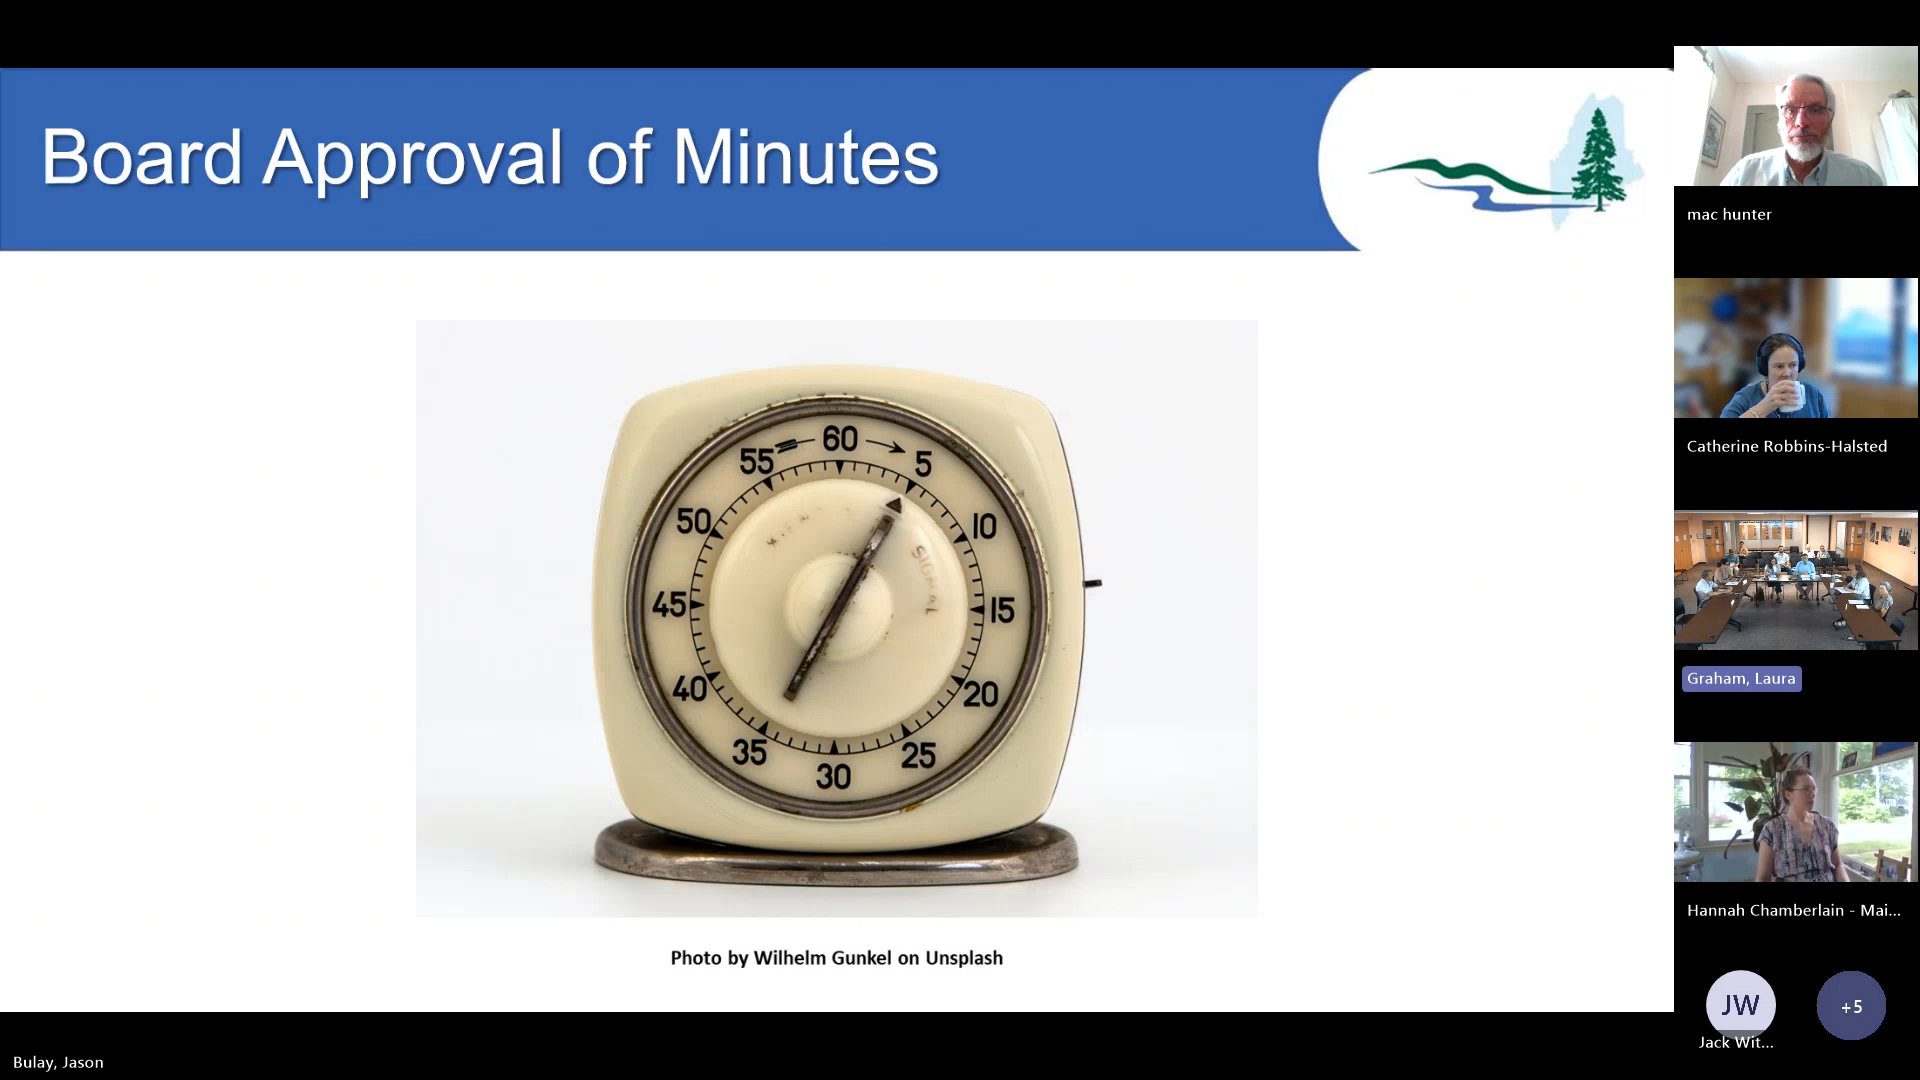 Board Approval of Minutes
60
5
10
15
20
25
30
35
40
45
50
55
SIGNAL
Photo by Wilhelm Gunkel on Unsplash
mac hunter
Catherine Robbins-Halsted
Graham, Laura
Hannah Chamberlain - Mai...
JW
+5
Jack Wit...
Bulay, Jason